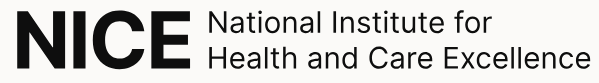 NICE
National Institute for
Health and Care Excellence